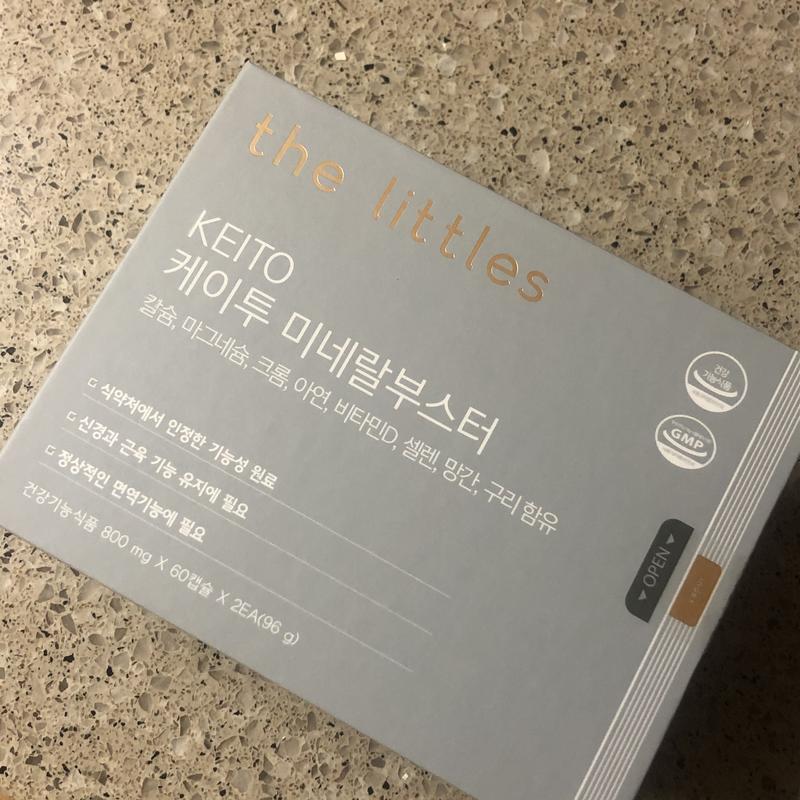 the littles
KEITO
케이투 미네랄부스터
칼슘, 마그네슘, 크롬, 아연, 비타민D, 셀렌, 망간, 구리 함유
식약처에서 인정한 기능성 원료
신경과 근육 기능 유지에 필요
정상적인 면역기능에 필요
건강기능식품 800 mg X 60캡슐 X 2EA(96 g)
건강
기능식품
GMP
OPEN